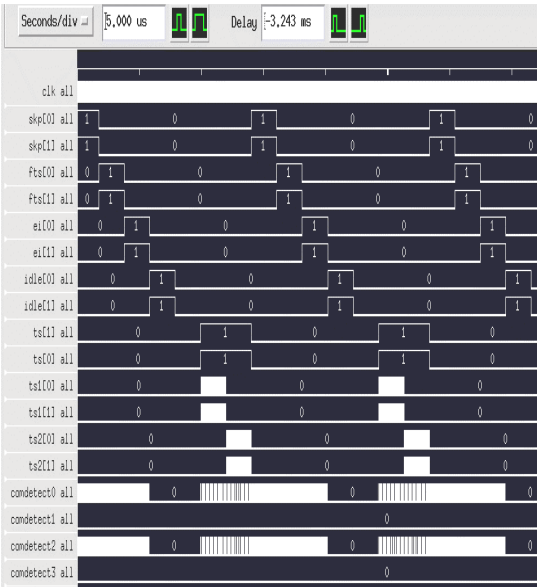 Seconds/div 5.000 us Delay -3.243 ms
clk all
skp[0] all 1 0 1 0 1 0
skp[1] all 1 0 1 0 1 0
fts[0] all 0 1 0 1 0 1
fts[1] all 0 1 0 1 0 1
ei[0] all 0 1 0 1 0 1
ei[1] all 0 1 0 1 0 1
idle[0] all 0 1 0 1 0 1
idle[1] all 0 1 0 1 0 1
ts[1] all 0 1 0 1 0
ts[0] all 0 1 0 1 0
ts1[0] all 0 0 0
ts1[1] all 0 0 0
ts2[0] all 0 0 0
ts2[1] all 0 0 0
comdetect0 all 0 0 0
comdetect1 all 0
comdetect2 all 0 0 0
comdetect3 all 0